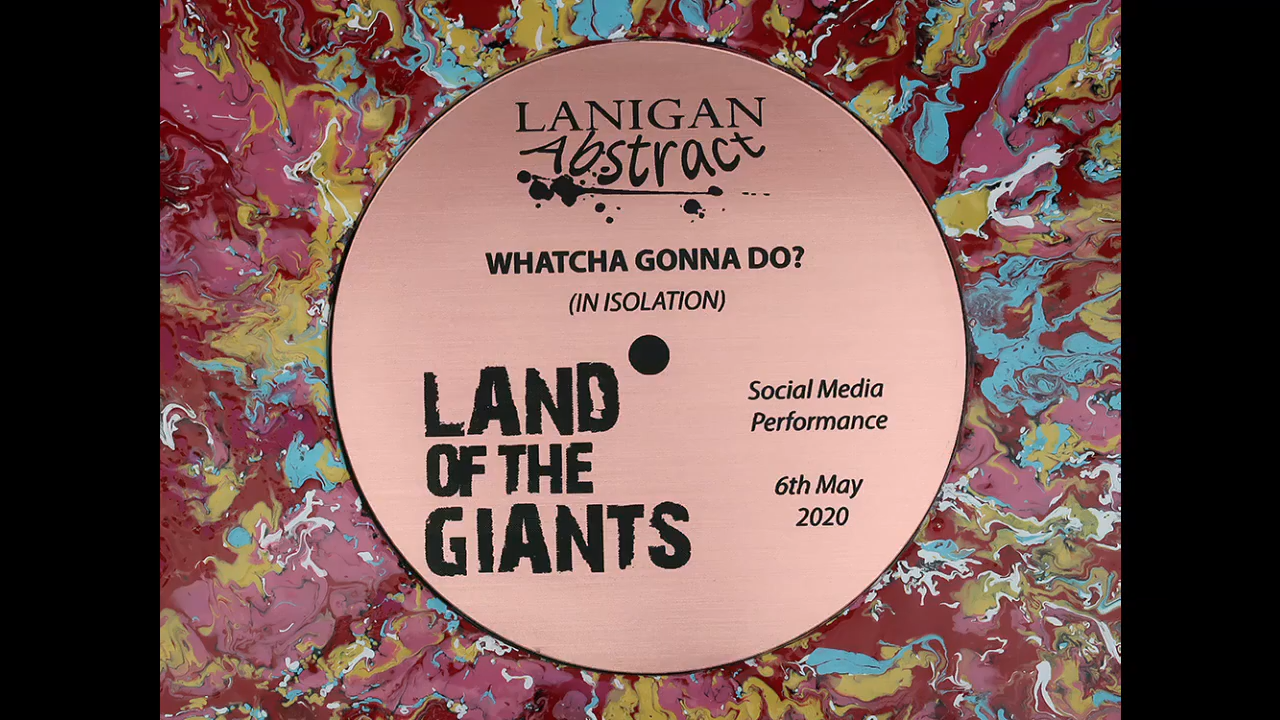 LANIGAN
Abstract
WHATCHA GONNA DO?
(IN ISOLATION)
LAND
OF THE
GIANTS
Social Media
Performance
6th May
2020